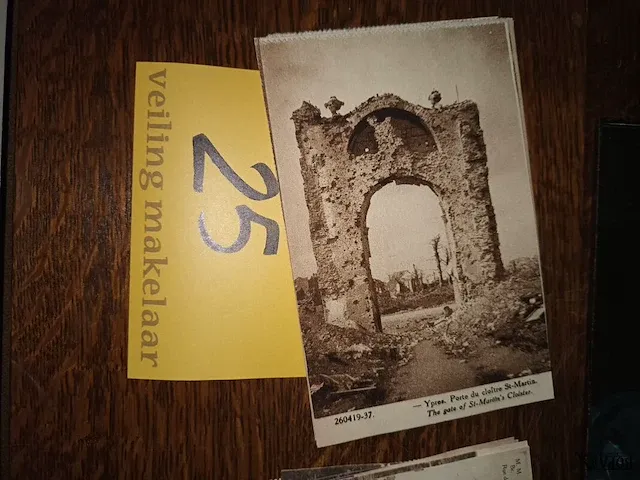 veiling makelaar
25
— Ypres. Porte du cloître St-Martin.
260419-37.
The gate of St-Martin's Cloister.